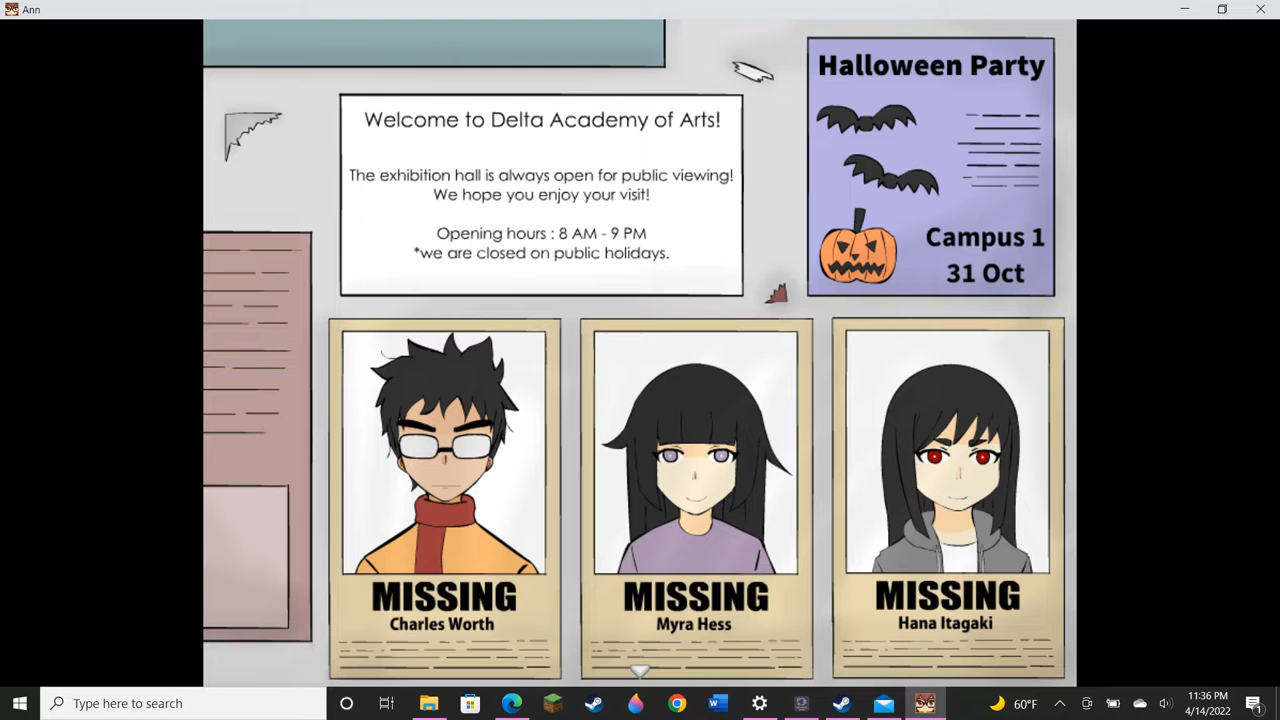 Ann
Halloween Party
Welcome to Delta Academy of Arts!
The exhibition hall is always open for public viewing!
We hope you enjoy your visit!
Opening hours : 8 AM - 9 PM
*we are closed on public holidays.
Campus 1
31 Oct
MISSING
Charles Worth
MISSING
Myra Hess
MISSING
Hana Itagaki
Type here to search
60°F
11:36 PM
4/14/2022
1